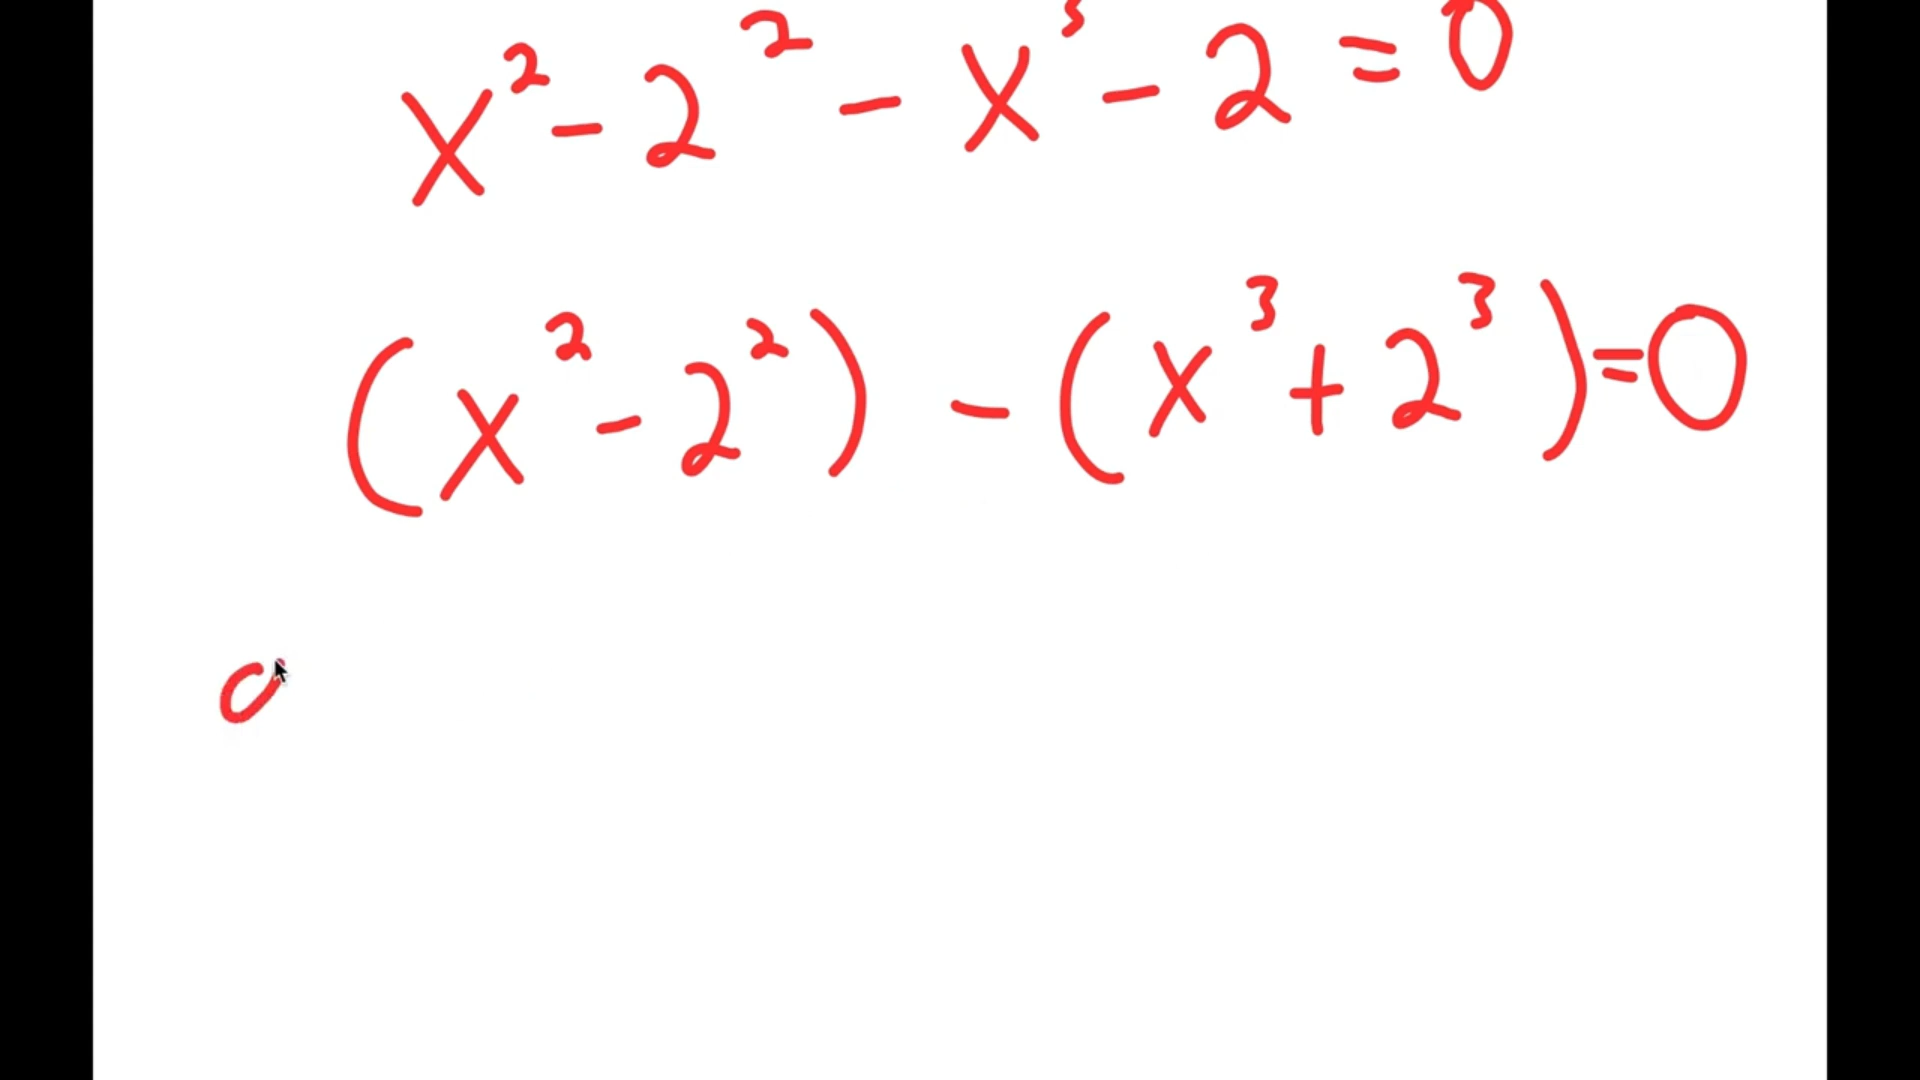 x² - 2² - x³ - 2 = 0
(x² - 2²) - (x³ + 2³) = 0
a